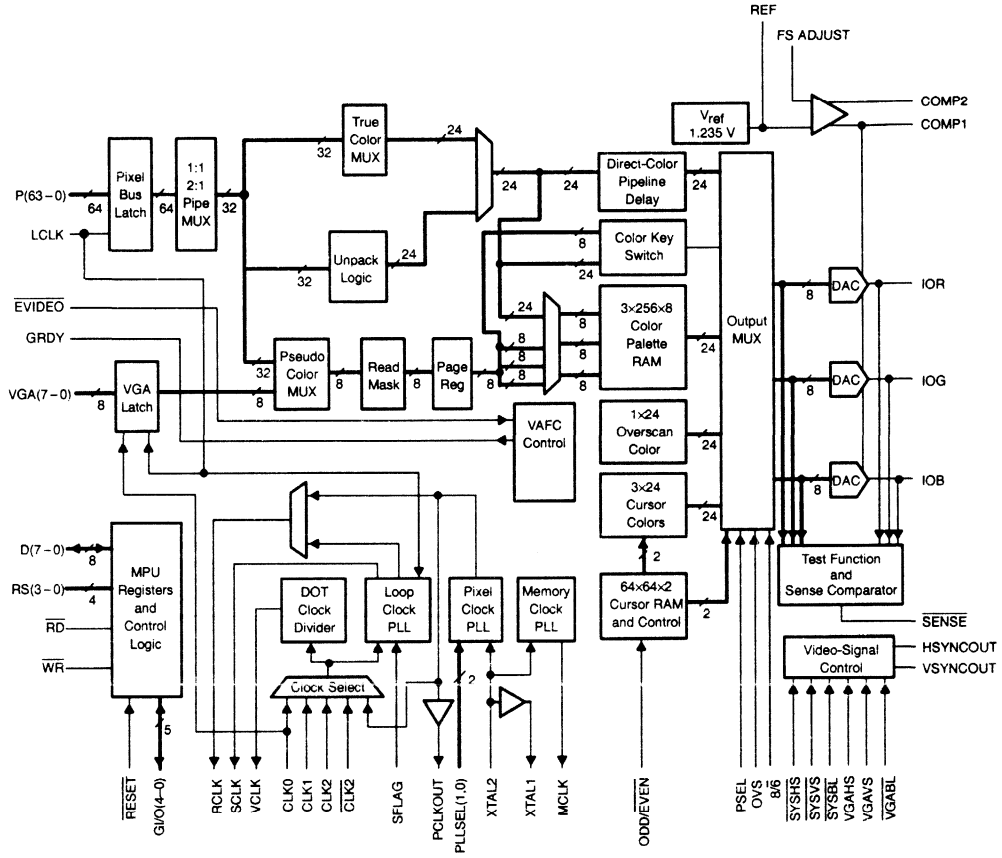 REF
FS ADJUST
COMP2
COMP1
Vref
1.235 V
True
Color
MUX
24
32
Pixel
Bus
Latch
1:1
2:1
Pipe
MUX
P(63–0)
64
64
32
24
24
Direct-Color
Pipeline
Delay
24
LCLK
Unpack
Logic
24
32
8
24
Color Key
Switch
EVIDEO
GRDY
24
8
8
8
8
8
8
3×256×8
Color
Palette
RAM
24
Output
MUX
8
DAC
IOR
VGA(7–0)
8
VGA
Latch
32
8
Pseudo
Color
MUX
8
Read
Mask
8
Page
Reg
8
8
DAC
IOG
VAFC
Control
1×24
Overscan
Color
24
8
DAC
IOB
3×24
Cursor
Colors
24
2
D(7–0)
8
RS(3–0)
4
RD
WR
MPU
Registers
and
Control
Logic
5
DOT
Clock
Divider
Loop
Clock
PLL
Pixel
Clock
PLL
Memory
Clock
PLL
64×64×2
Cursor RAM
and Control
2
Test Function
and
Sense Comparator
SENSE
Clock Select
2
Video-Signal
Control
HSYNCOUT
VSYNCOUT
RESET
GI/O(4–0)
RCLK
SCLK
VCLK
CLK0
CLK1
CLK2
CLK2
SFLAG
PCLKOUT
PLLSEL(1,0)
XTAL2
XTAL1
MCLK
ODD/EVEN
PSEL
OVS
8/6
SYSHS
SYSVS
SYSBL
VGAHS
VGAVS
VGABL